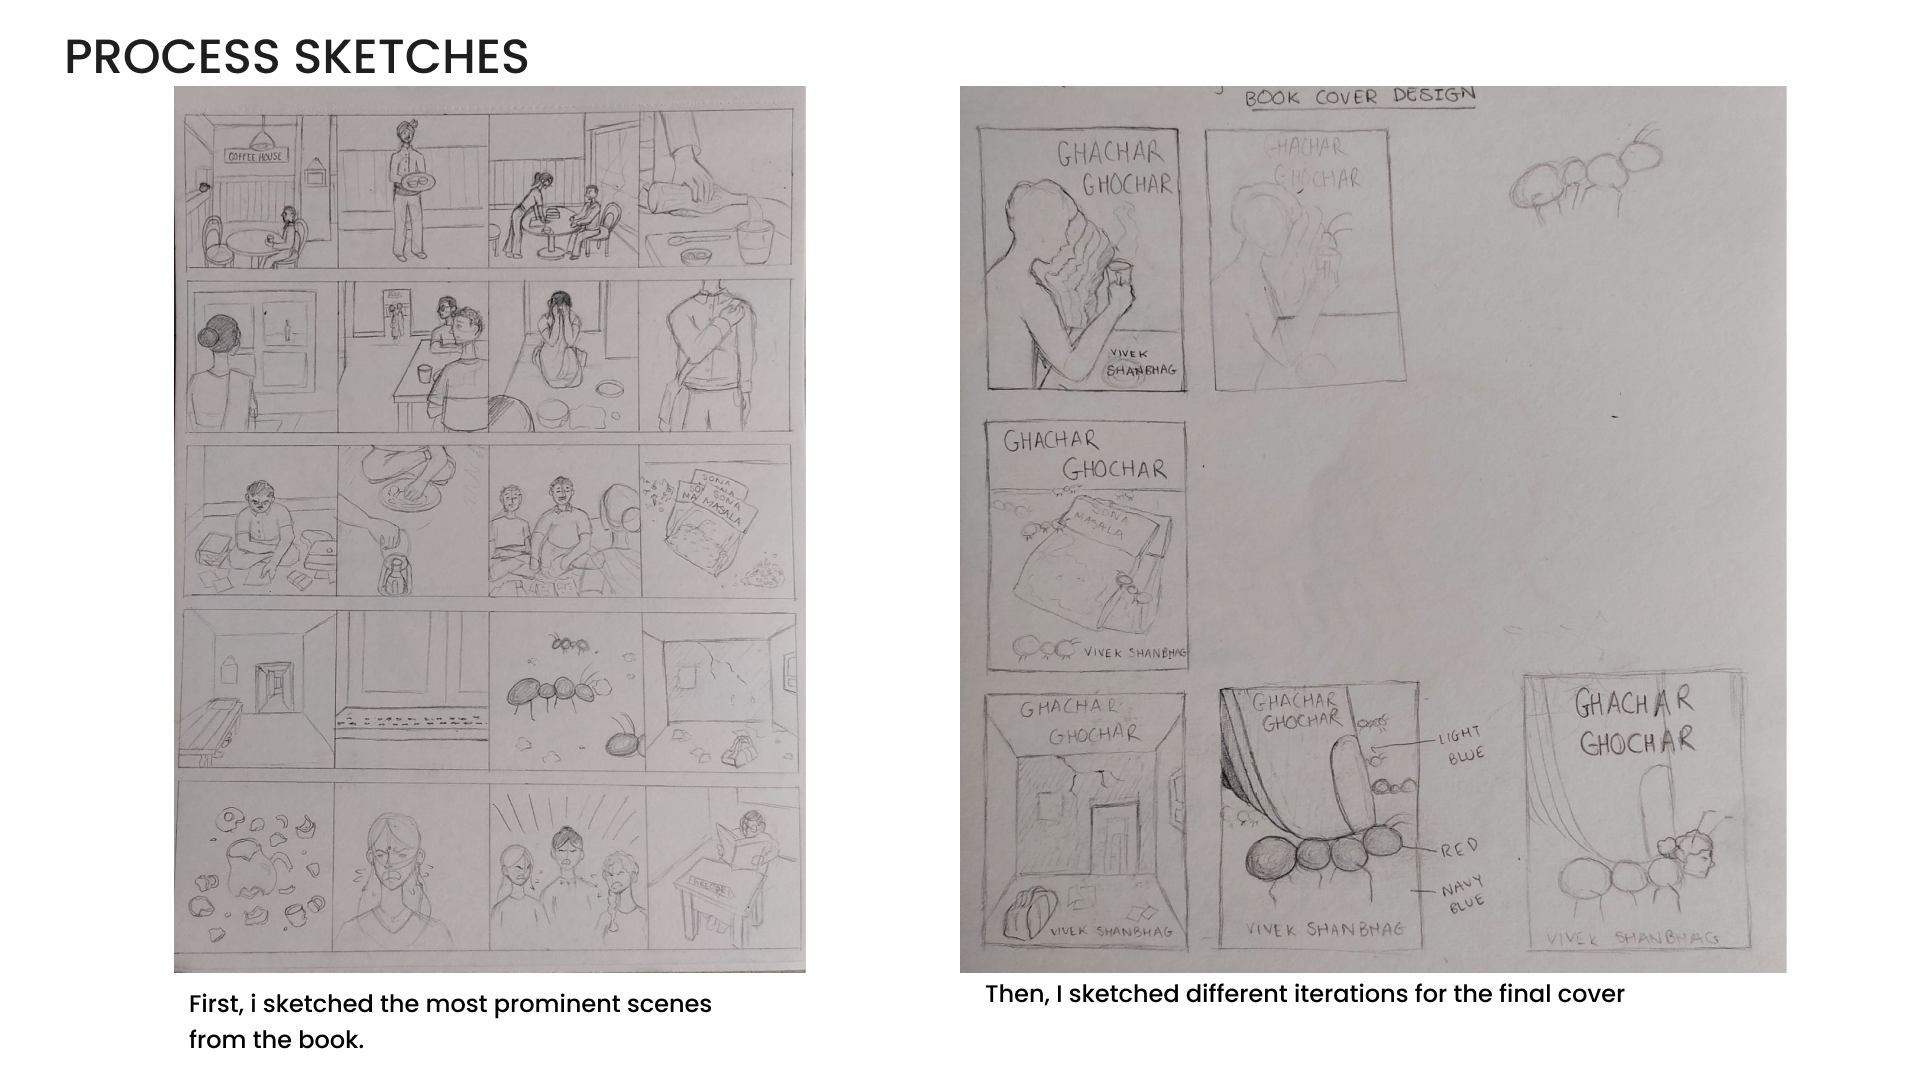 PROCESS SKETCHES
COFFEE HOUSE
SONA
MASALA
SONA
MASALA
First, i sketched the most prominent scenes
from the book.
BOOK COVER DESIGN
GHACHAR
GHOCHAR
VIVEK
SHANBHAG
GHACHAR
GHOCHAR
GHACHAR
GHOCHAR
SONA
MASALA
VIVEK SHANBHAG
GHACHAR
GHOCHAR
VIVEK SHANBHAG
GHACHAR
GHOCHAR
LIGHT
BLUE
RED
NAVY
BLUE
VIVEK SHANBHAG
GHACHAR
GHOCHAR
VIVEK SHANBHAG
Then, I sketched different iterations for the final cover